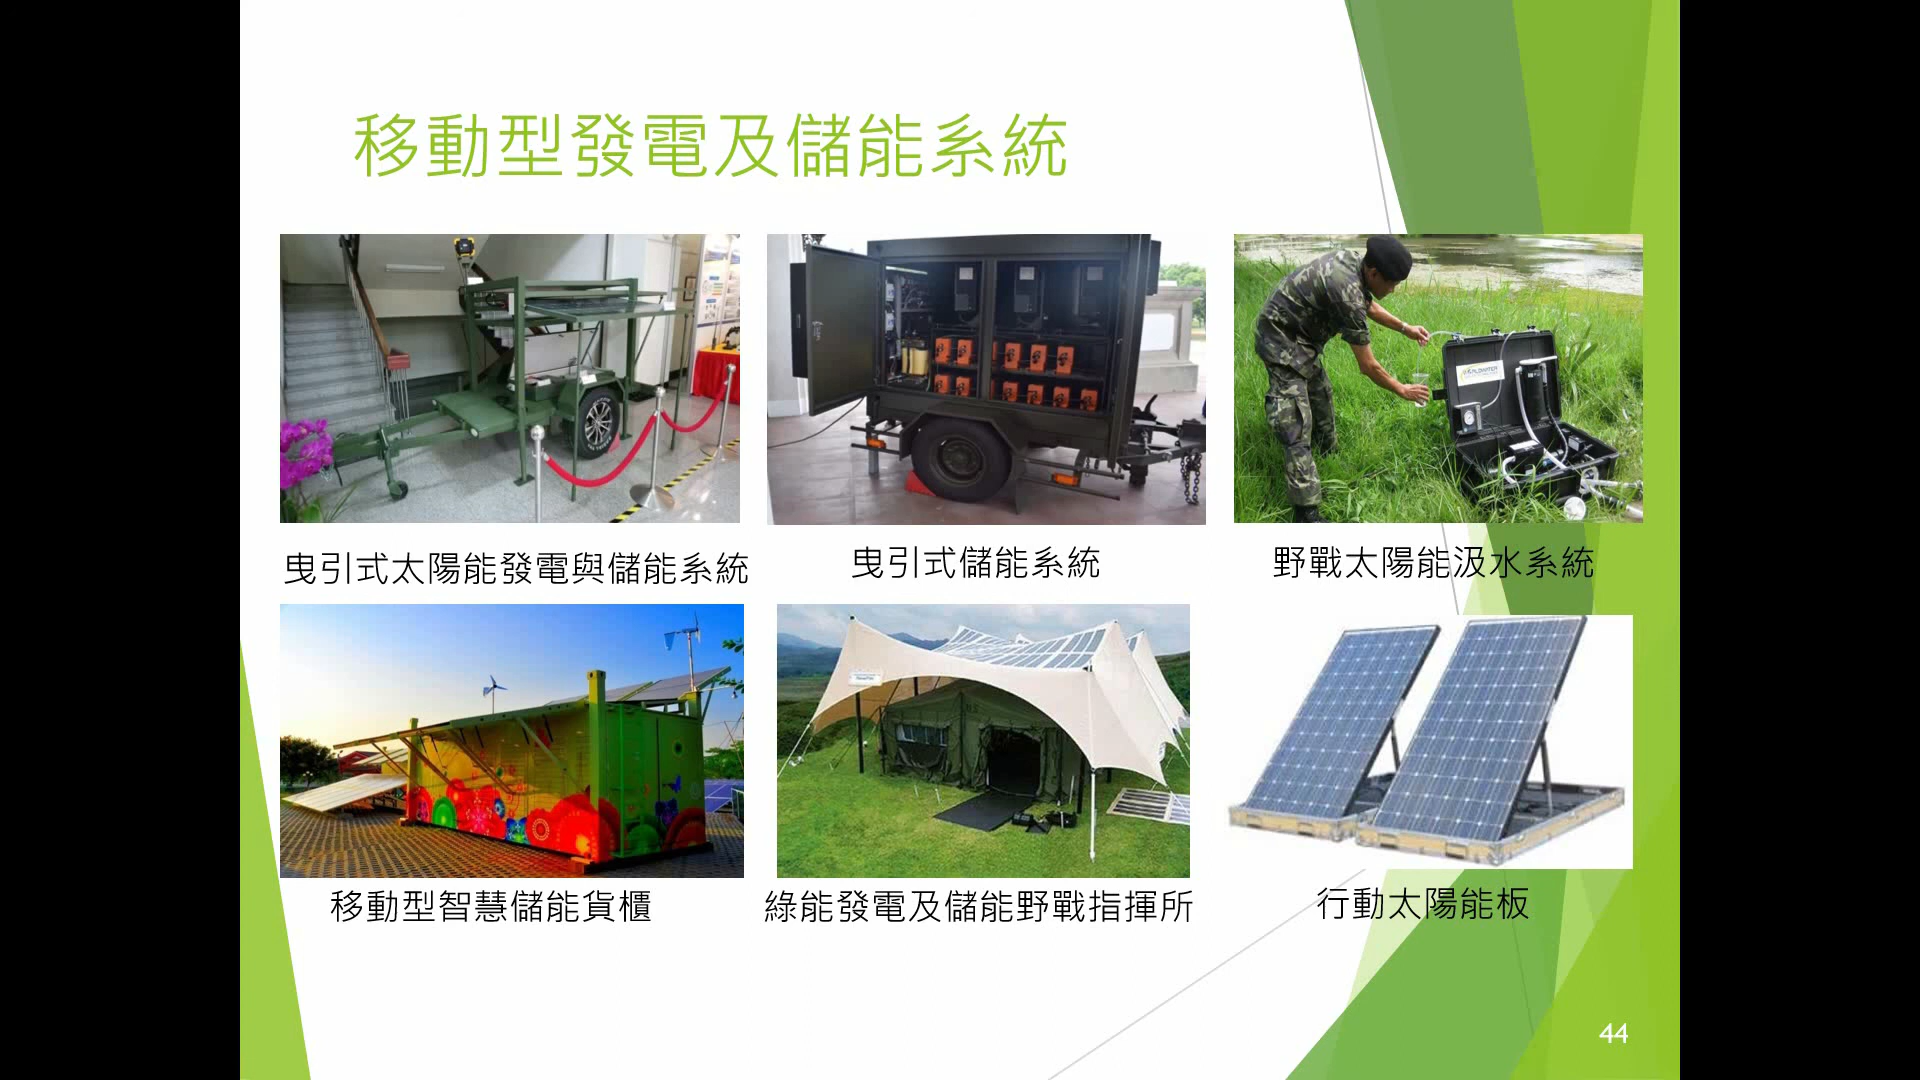 移動型發電及儲能系統
曳引式太陽能發電與儲能系統
曳引式儲能系統
野戰太陽能汲水系統
移動型智慧儲能貨櫃
綠能發電及儲能野戰指揮所
行動太陽能板
44